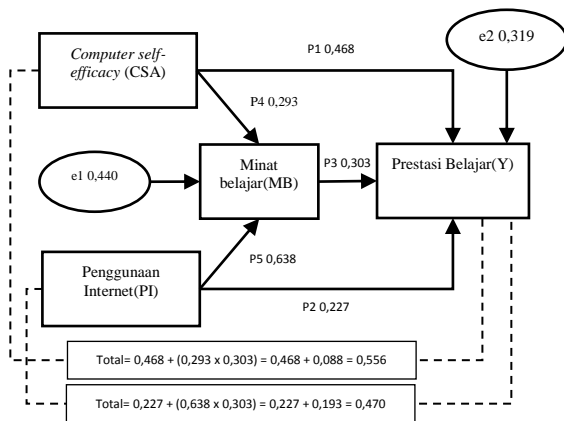 e2 0,319
P1 0,468
Computer self-
efficacy (CSA)
P4 0,293
Minat
belajar(MB)
P3 0,303
Prestasi Belajar(Y)
e1 0,440
P5 0,638
Penggunaan
Internet(PI)
P2 0,227
Total= 0,468 + (0,293 x 0,303) = 0,468 + 0,088 = 0,556
Total= 0,227 + (0,638 x 0,303) = 0,227 + 0,193 = 0,470